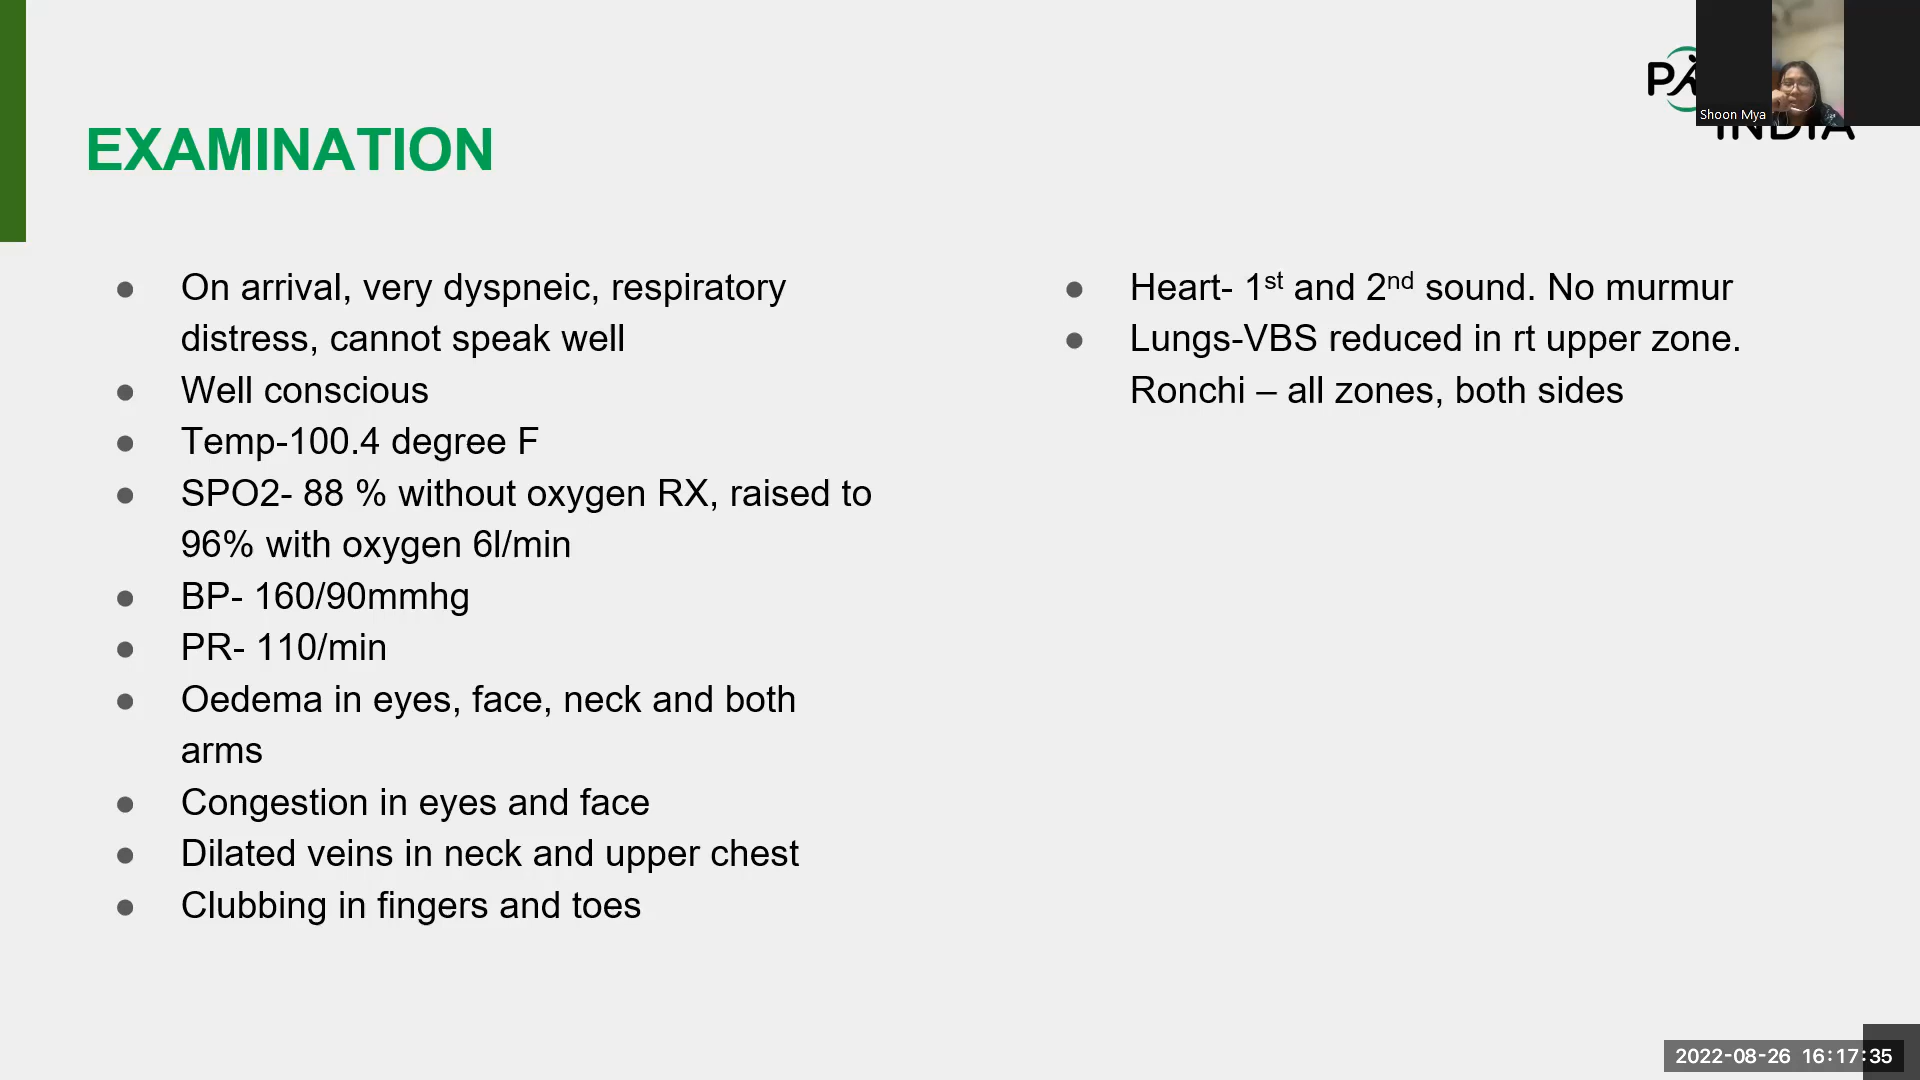 Shoon Mya
INDIA
EXAMINATION
● On arrival, very dyspneic, respiratory
distress, cannot speak well
● Well conscious
● Temp-100.4 degree F
● SPO2- 88 % without oxygen RX, raised to
96% with oxygen 6l/min
● BP- 160/90mmhg
● PR- 110/min
● Oedema in eyes, face, neck and both
arms
● Congestion in eyes and face
● Dilated veins in neck and upper chest
● Clubbing in fingers and toes
● Heart- 1st and 2nd sound. No murmur
● Lungs-VBS reduced in rt upper zone.
Ronchi – all zones, both sides
2022-08-26 16:17:35